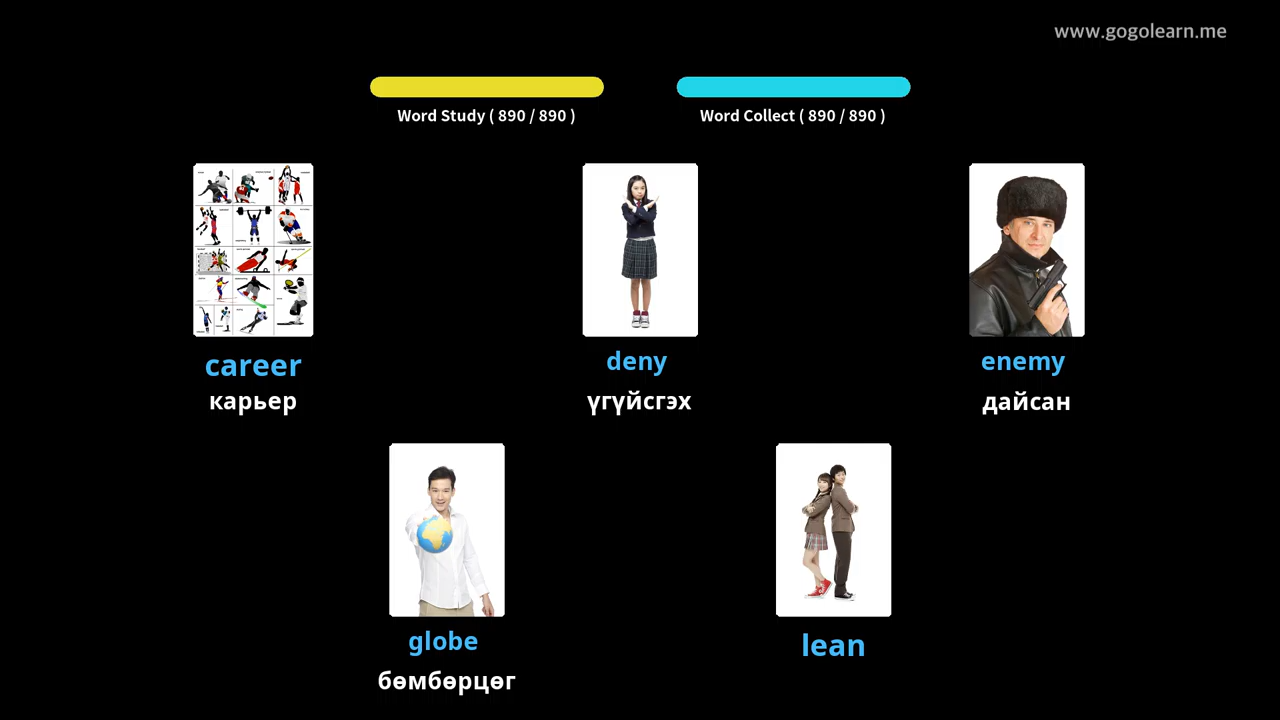 www.gogolearn.me
Word Study ( 890 / 890 )
Word Collect ( 890 / 890 )
career
карьер
deny
үгүйсгэх
enemy
дайсан
globe
бөмбөрцөг
lean